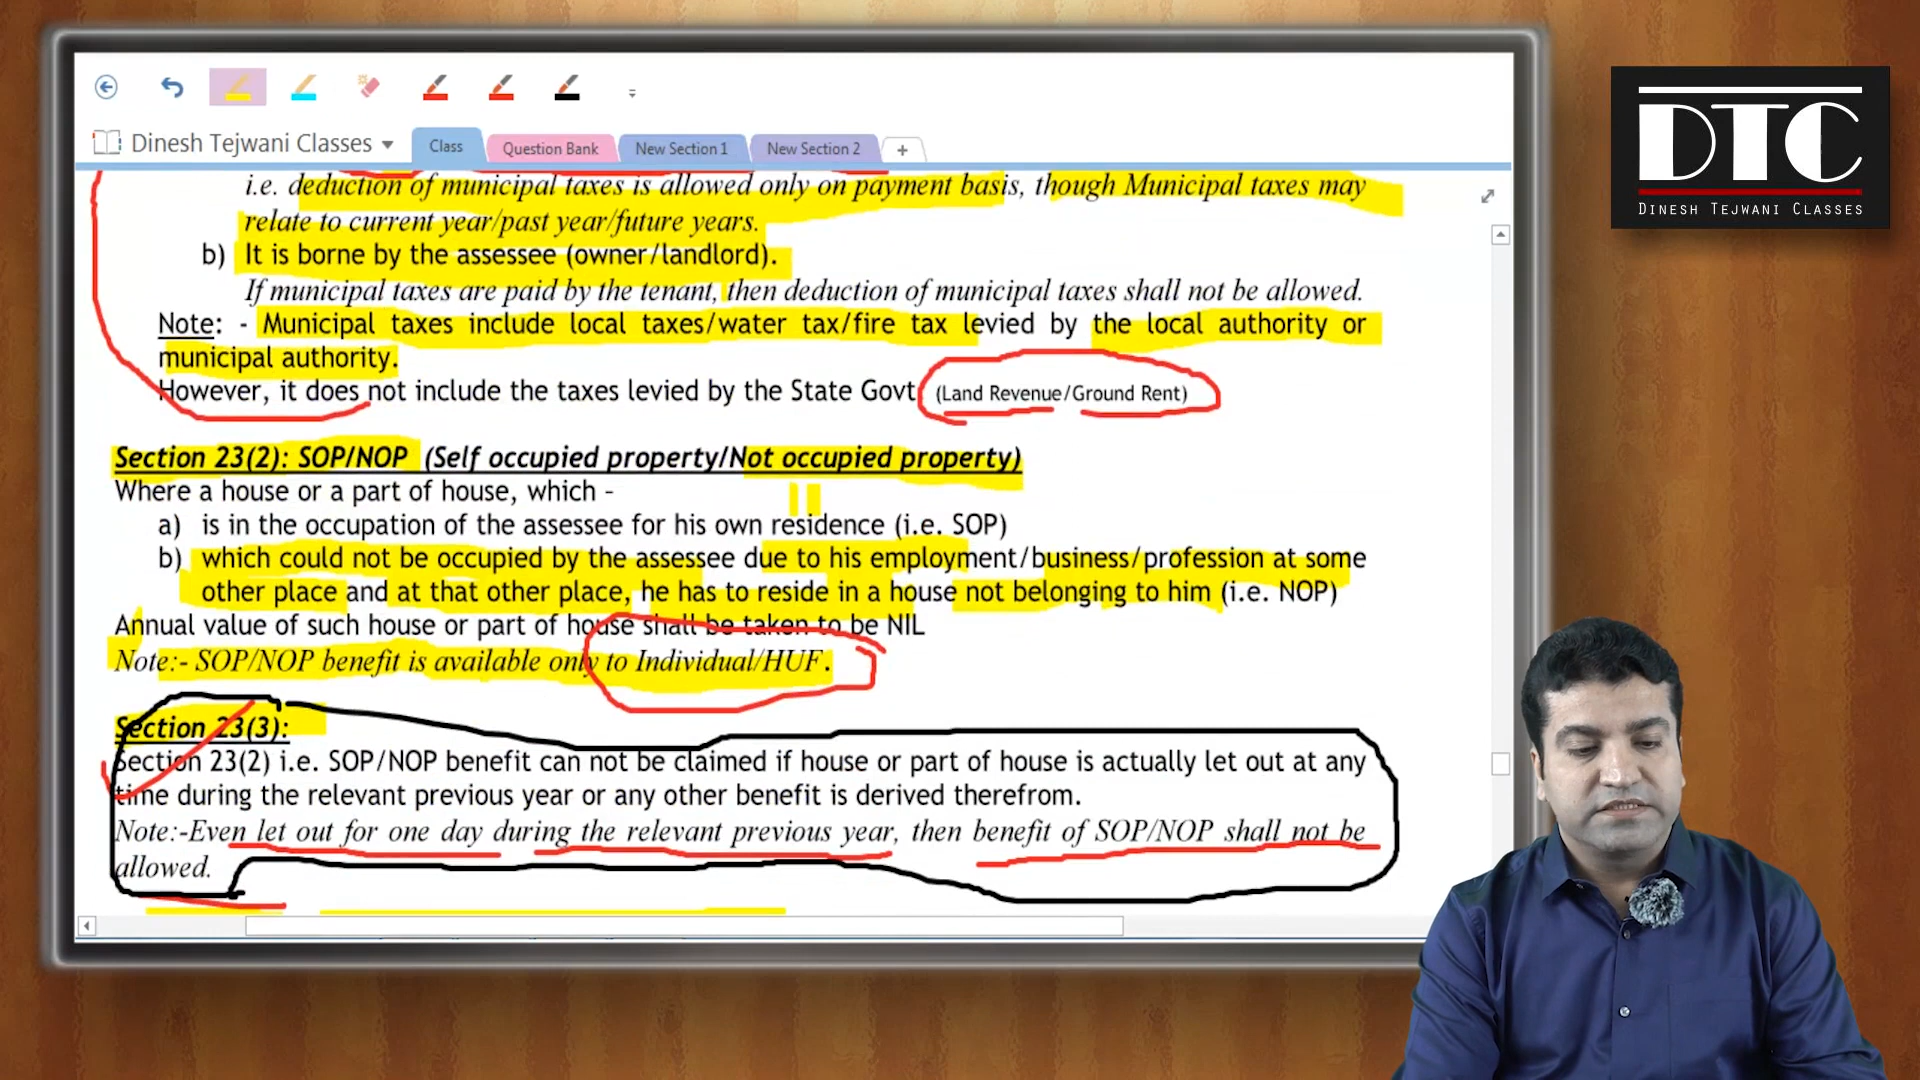 DTC
DINESH TEJWANI CLASSES
Dinesh Tejwani Classes
Class
Question Bank
New Section 1
New Section 2
+
i.e. deduction of municipal taxes is allowed only on payment basis, though Municipal taxes may
relate to current year/past year/future years.
b) It is borne by the assessee (owner/landlord).
If municipal taxes are paid by the tenant, then deduction of municipal taxes shall not be allowed.
Note: - Municipal taxes include local taxes/water tax/fire tax levied by the local authority or
municipal authority.
However, it does not include the taxes levied by the State Govt (Land Revenue/Ground Rent)
Section 23(2): SOP/NOP (Self occupied property/Not occupied property)
Where a house or a part of house, which –
a) is in the occupation of the assessee for his own residence (i.e. SOP)
b) which could not be occupied by the assessee due to his employment/business/profession at some
other place and at that other place, he has to reside in a house not belonging to him (i.e. NOP)
Annual value of such house or part of house shall be taken to be NIL
Note:- SOP/NOP benefit is available only to Individual/HUF.
Section 23(3):
Section 23(2) i.e. SOP/NOP benefit can not be claimed if house or part of house is actually let out at any
time during the relevant previous year or any other benefit is derived therefrom.
Note:-Even let out for one day during the relevant previous year, then benefit of SOP/NOP shall not be
allowed.